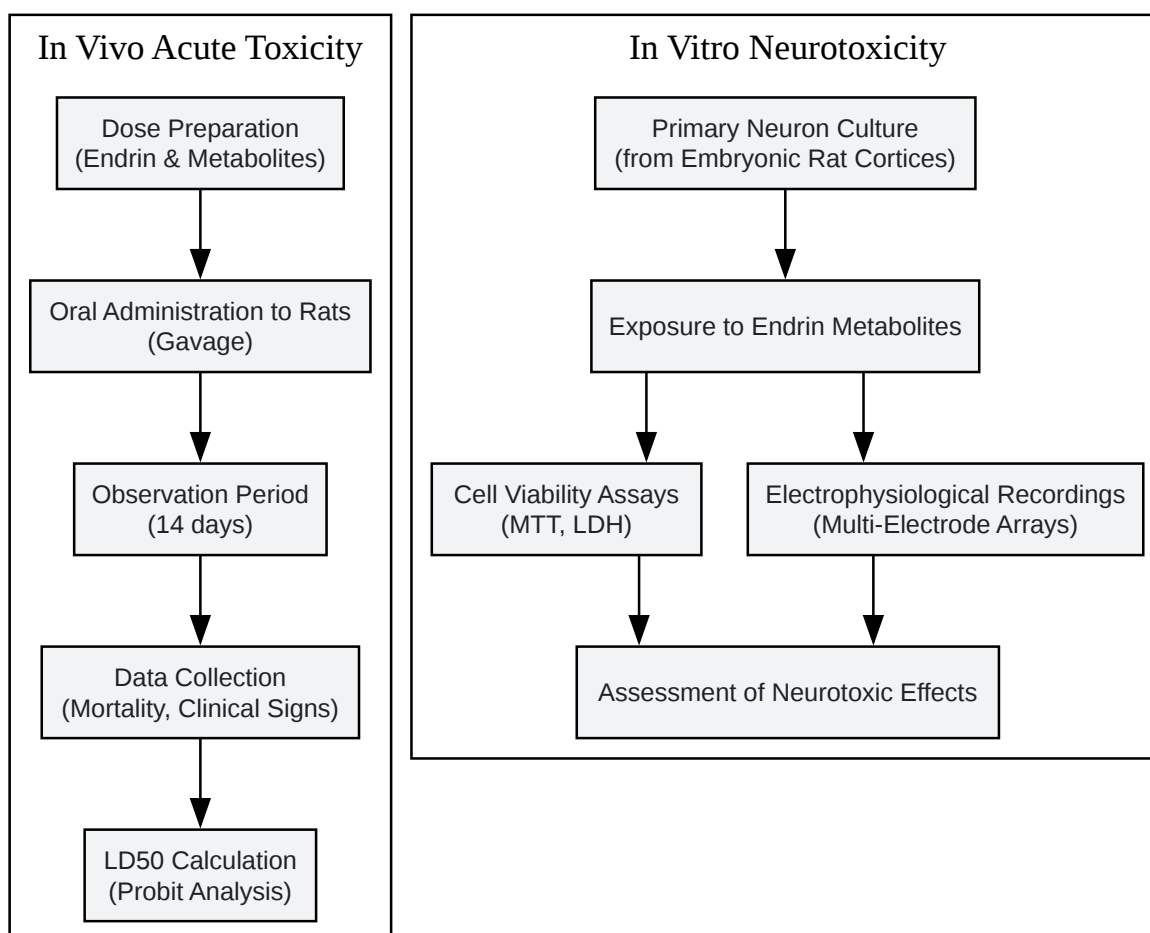 In Vivo Acute Toxicity
Dose Preparation
(Endrin & Metabolites)
Oral Administration to Rats
(Gavage)
Observation Period
(14 days)
Data Collection
(Mortality, Clinical Signs)
LD50 Calculation
(Probit Analysis)
In Vitro Neurotoxicity
Primary Neuron Culture
(from Embryonic Rat Cortices)
Exposure to Endrin Metabolites
Cell Viability Assays
(MTT, LDH)
Electrophysiological Recordings
(Multi-Electrode Arrays)
Assessment of Neurotoxic Effects